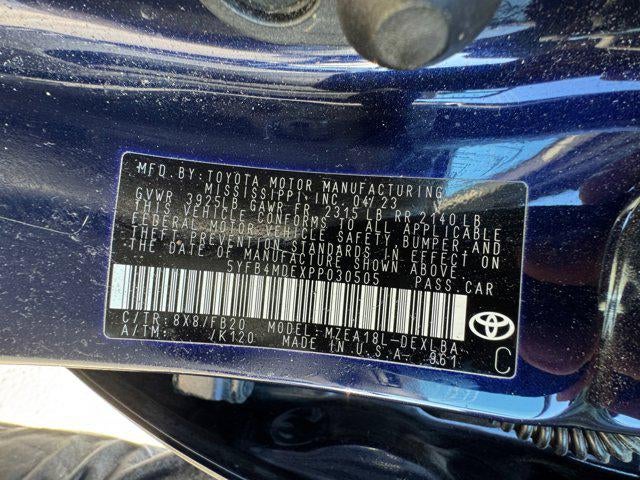 MFD. BY: TOYOTA MOTOR MANUFACTURING
MISSISSIPPI, INC. 04/23
GVWR 3925LB GAWR FR 2315 LB RR 2140 LB
THIS VEHICLE CONFORMS TO ALL APPLICABLE
FEDERAL MOTOR VEHICLE SAFETY, BUMPER AND
THEFT PREVENTION STANDARDS IN EFFECT ON
THE DATE OF MANUFACTURE SHOWN ABOVE.
5YFB4MDEXPP030505 PASS.CAR
C/TR: 8X8/FB20 MODEL: MZEA18L-DEXLBA
A/TM: /K120 MADE IN U.S.A. 961
C